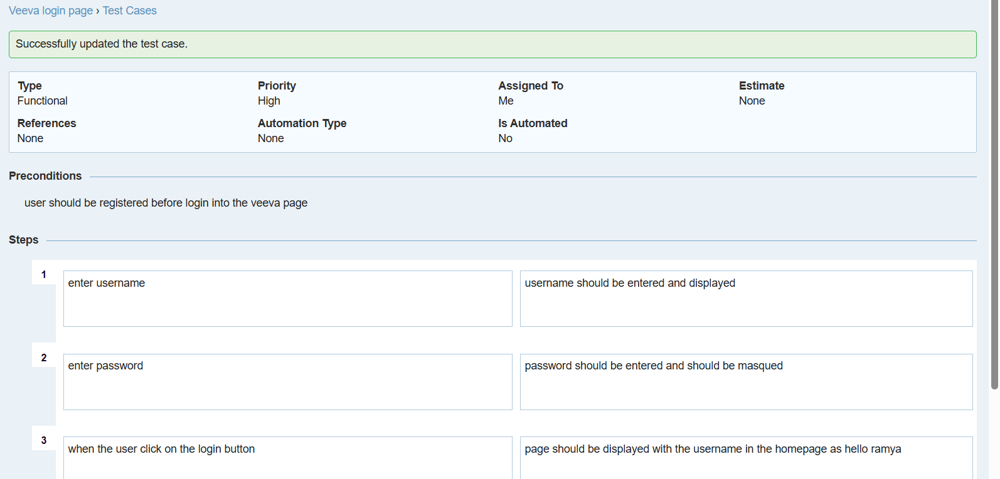 Veeva login page › Test Cases
Successfully updated the test case.
Type Priority Assigned To Estimate
Functional High Me None
References Automation Type Is Automated
None None No
Preconditions
user should be registered before login into the veeva page
Steps
1
enter username username should be entered and displayed
2
enter password password should be entered and should be masqued
3
when the user click on the login button page should be displayed with the username in the homepage as hello ramya